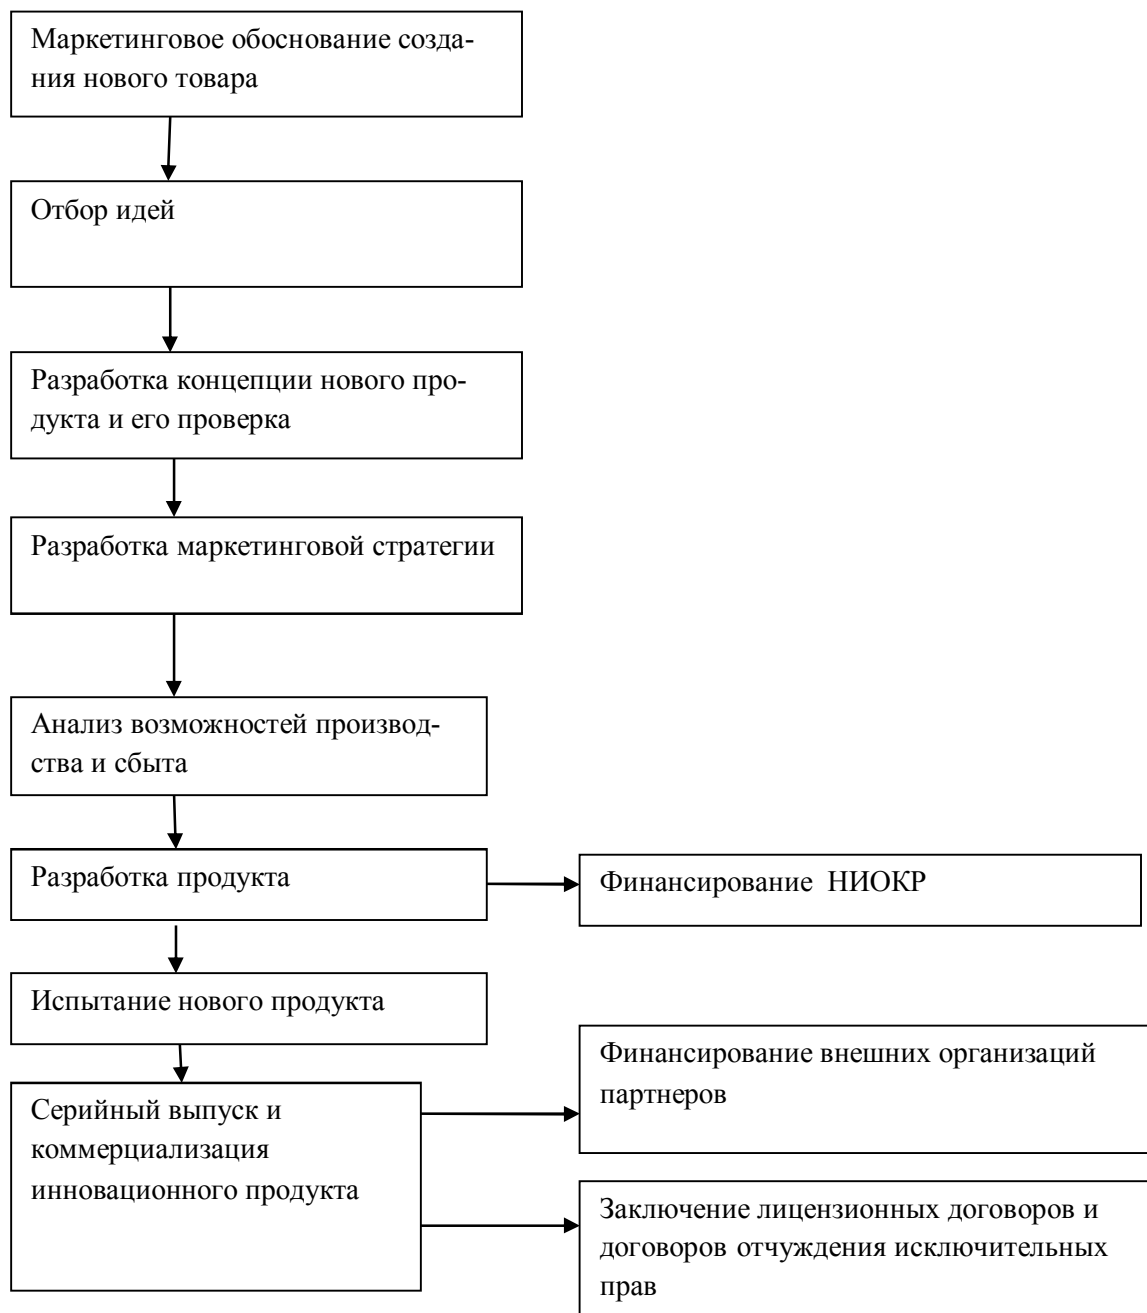 Маркетинговое обоснование созда-
ния нового товара
Отбор идей
Разработка концепции нового про-
дукта и его проверка
Разработка маркетинговой стратегии
Анализ возможностей производ-
ства и сбыта
Разработка продукта
Финансирование НИОКР
Испытание нового продукта
Финансирование внешних организаций
партнеров
Серийный выпуск и
коммерциализация
инновационного продукта
Заключение лицензионных договоров и
договоров отчуждения исключительных
прав